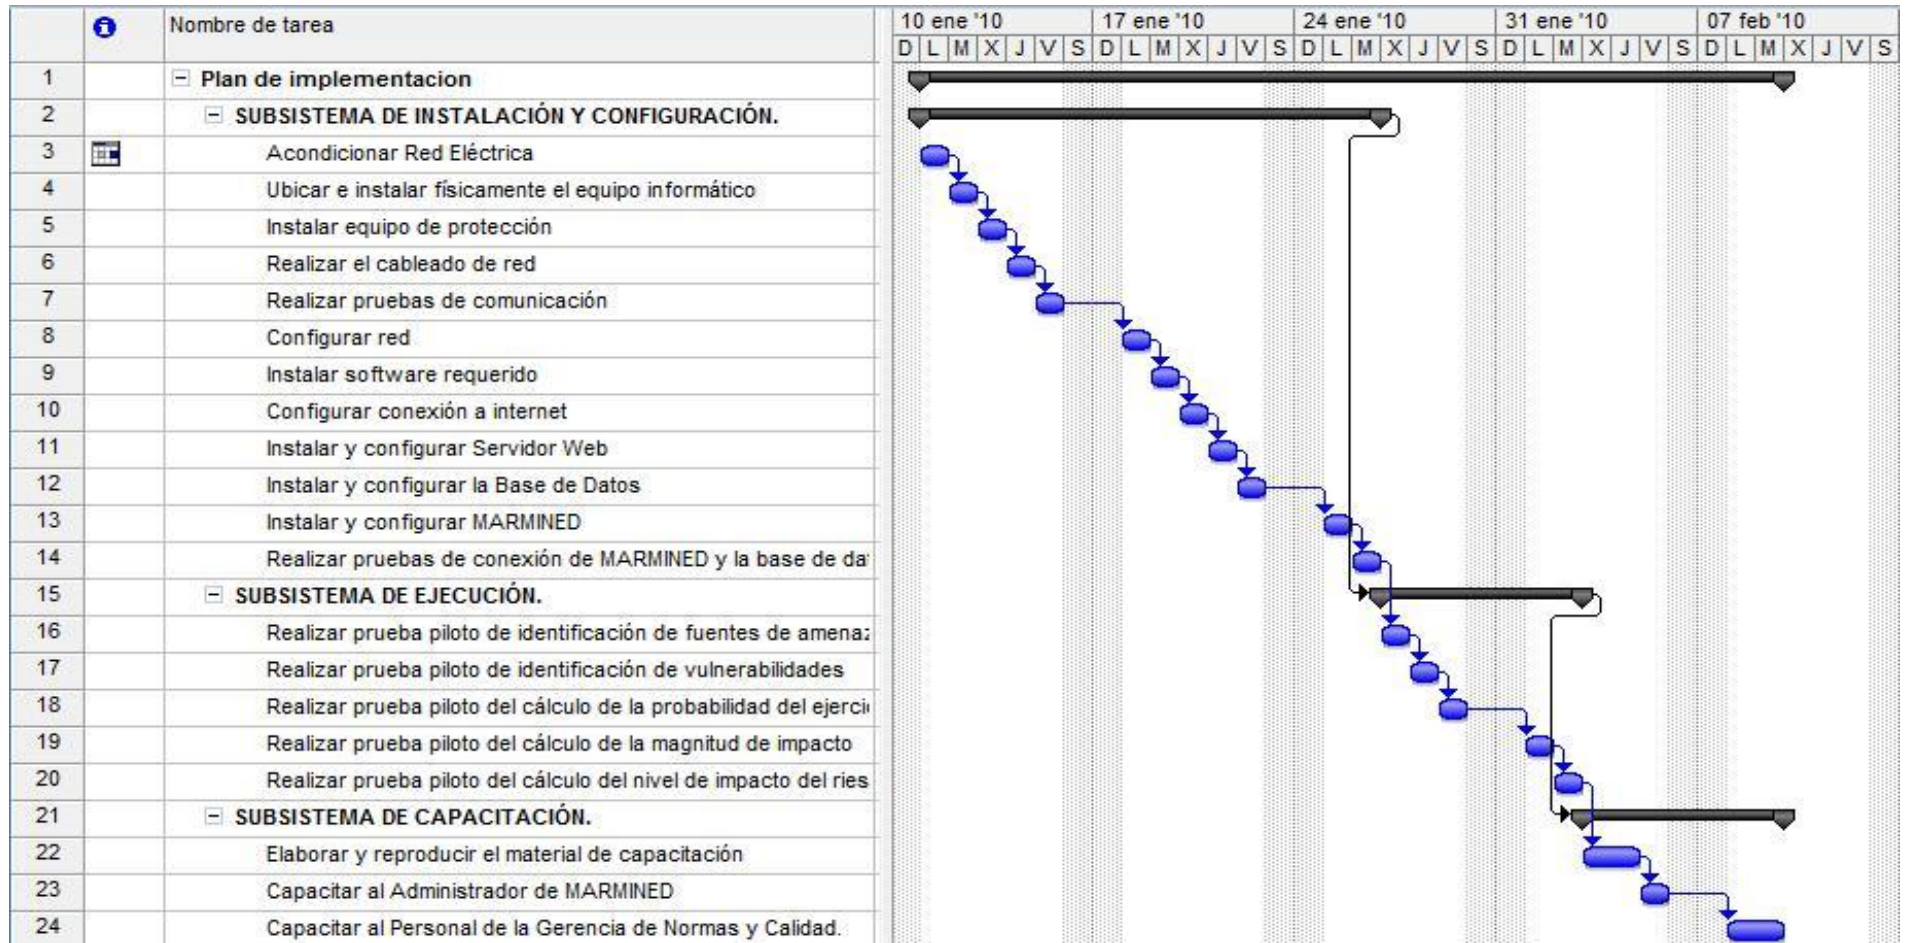 Nombre de tarea
10 ene '10 17 ene '10 24 ene '10 31 ene '10 07 feb '10
D L M X J V S D L M X J V S D L M X J V S D L M X J V S D L M X J V S
1 Plan de implementacion
2 SUBSISTEMA DE INSTALACIÓN Y CONFIGURACIÓN.
3 Acondicionar Red Eléctrica
4 Ubicar e instalar físicamente el equipo informático
5 Instalar equipo de protección
6 Realizar el cableado de red
7 Realizar pruebas de comunicación
8 Configurar red
9 Instalar software requerido
10 Configurar conexión a internet
11 Instalar y configurar Servidor Web
12 Instalar y configurar la Base de Datos
13 Instalar y configurar MARMINED
14 Realizar pruebas de conexión de MARMINED y la base de da
15 SUBSISTEMA DE EJECUCIÓN.
16 Realizar prueba piloto de identificación de fuentes de amenaz
17 Realizar prueba piloto de identificación de vulnerabilidades
18 Realizar prueba piloto del cálculo de la probabilidad del ejerci
19 Realizar prueba piloto del cálculo de la magnitud de impacto
20 Realizar prueba piloto del cálculo del nivel de impacto del ries
21 SUBSISTEMA DE CAPACITACIÓN.
22 Elaborar y reproducir el material de capacitación
23 Capacitar al Administrador de MARMINED
24 Capacitar al Personal de la Gerencia de Normas y Calidad.